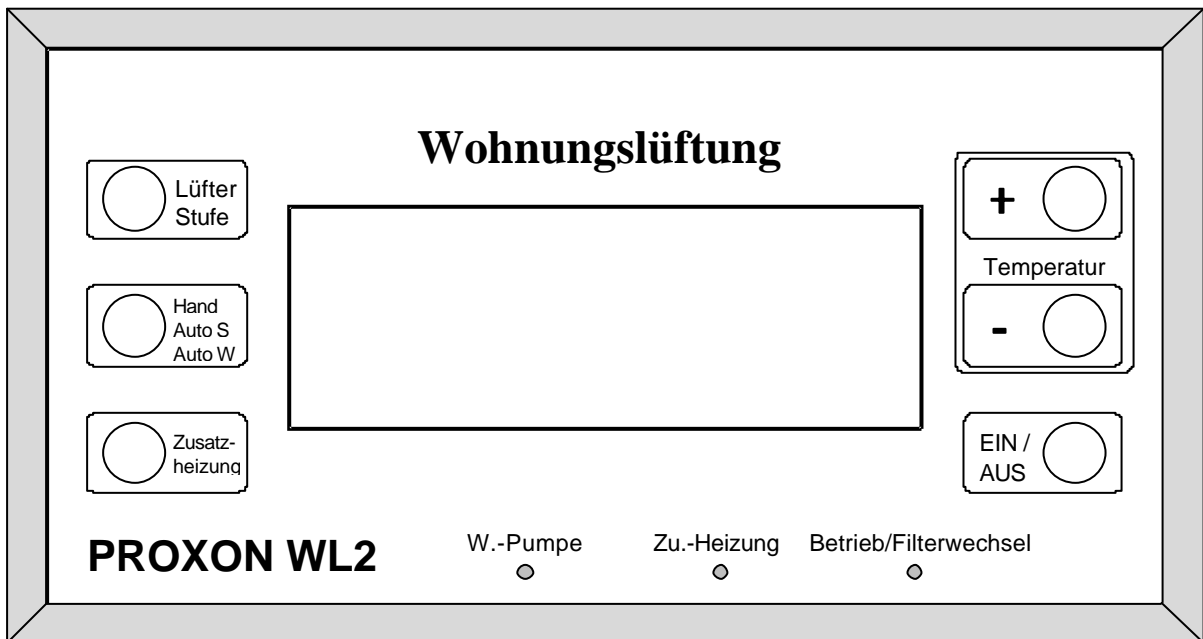 Wohnungslüftung
Lüfter
Stufe
Hand
Auto S
Auto W
Zusatz-
heizung
+
Temperatur
-
EIN /
AUS
PROXON WL2
W.-Pumpe
Zu.-Heizung
Betrieb/Filterwechsel